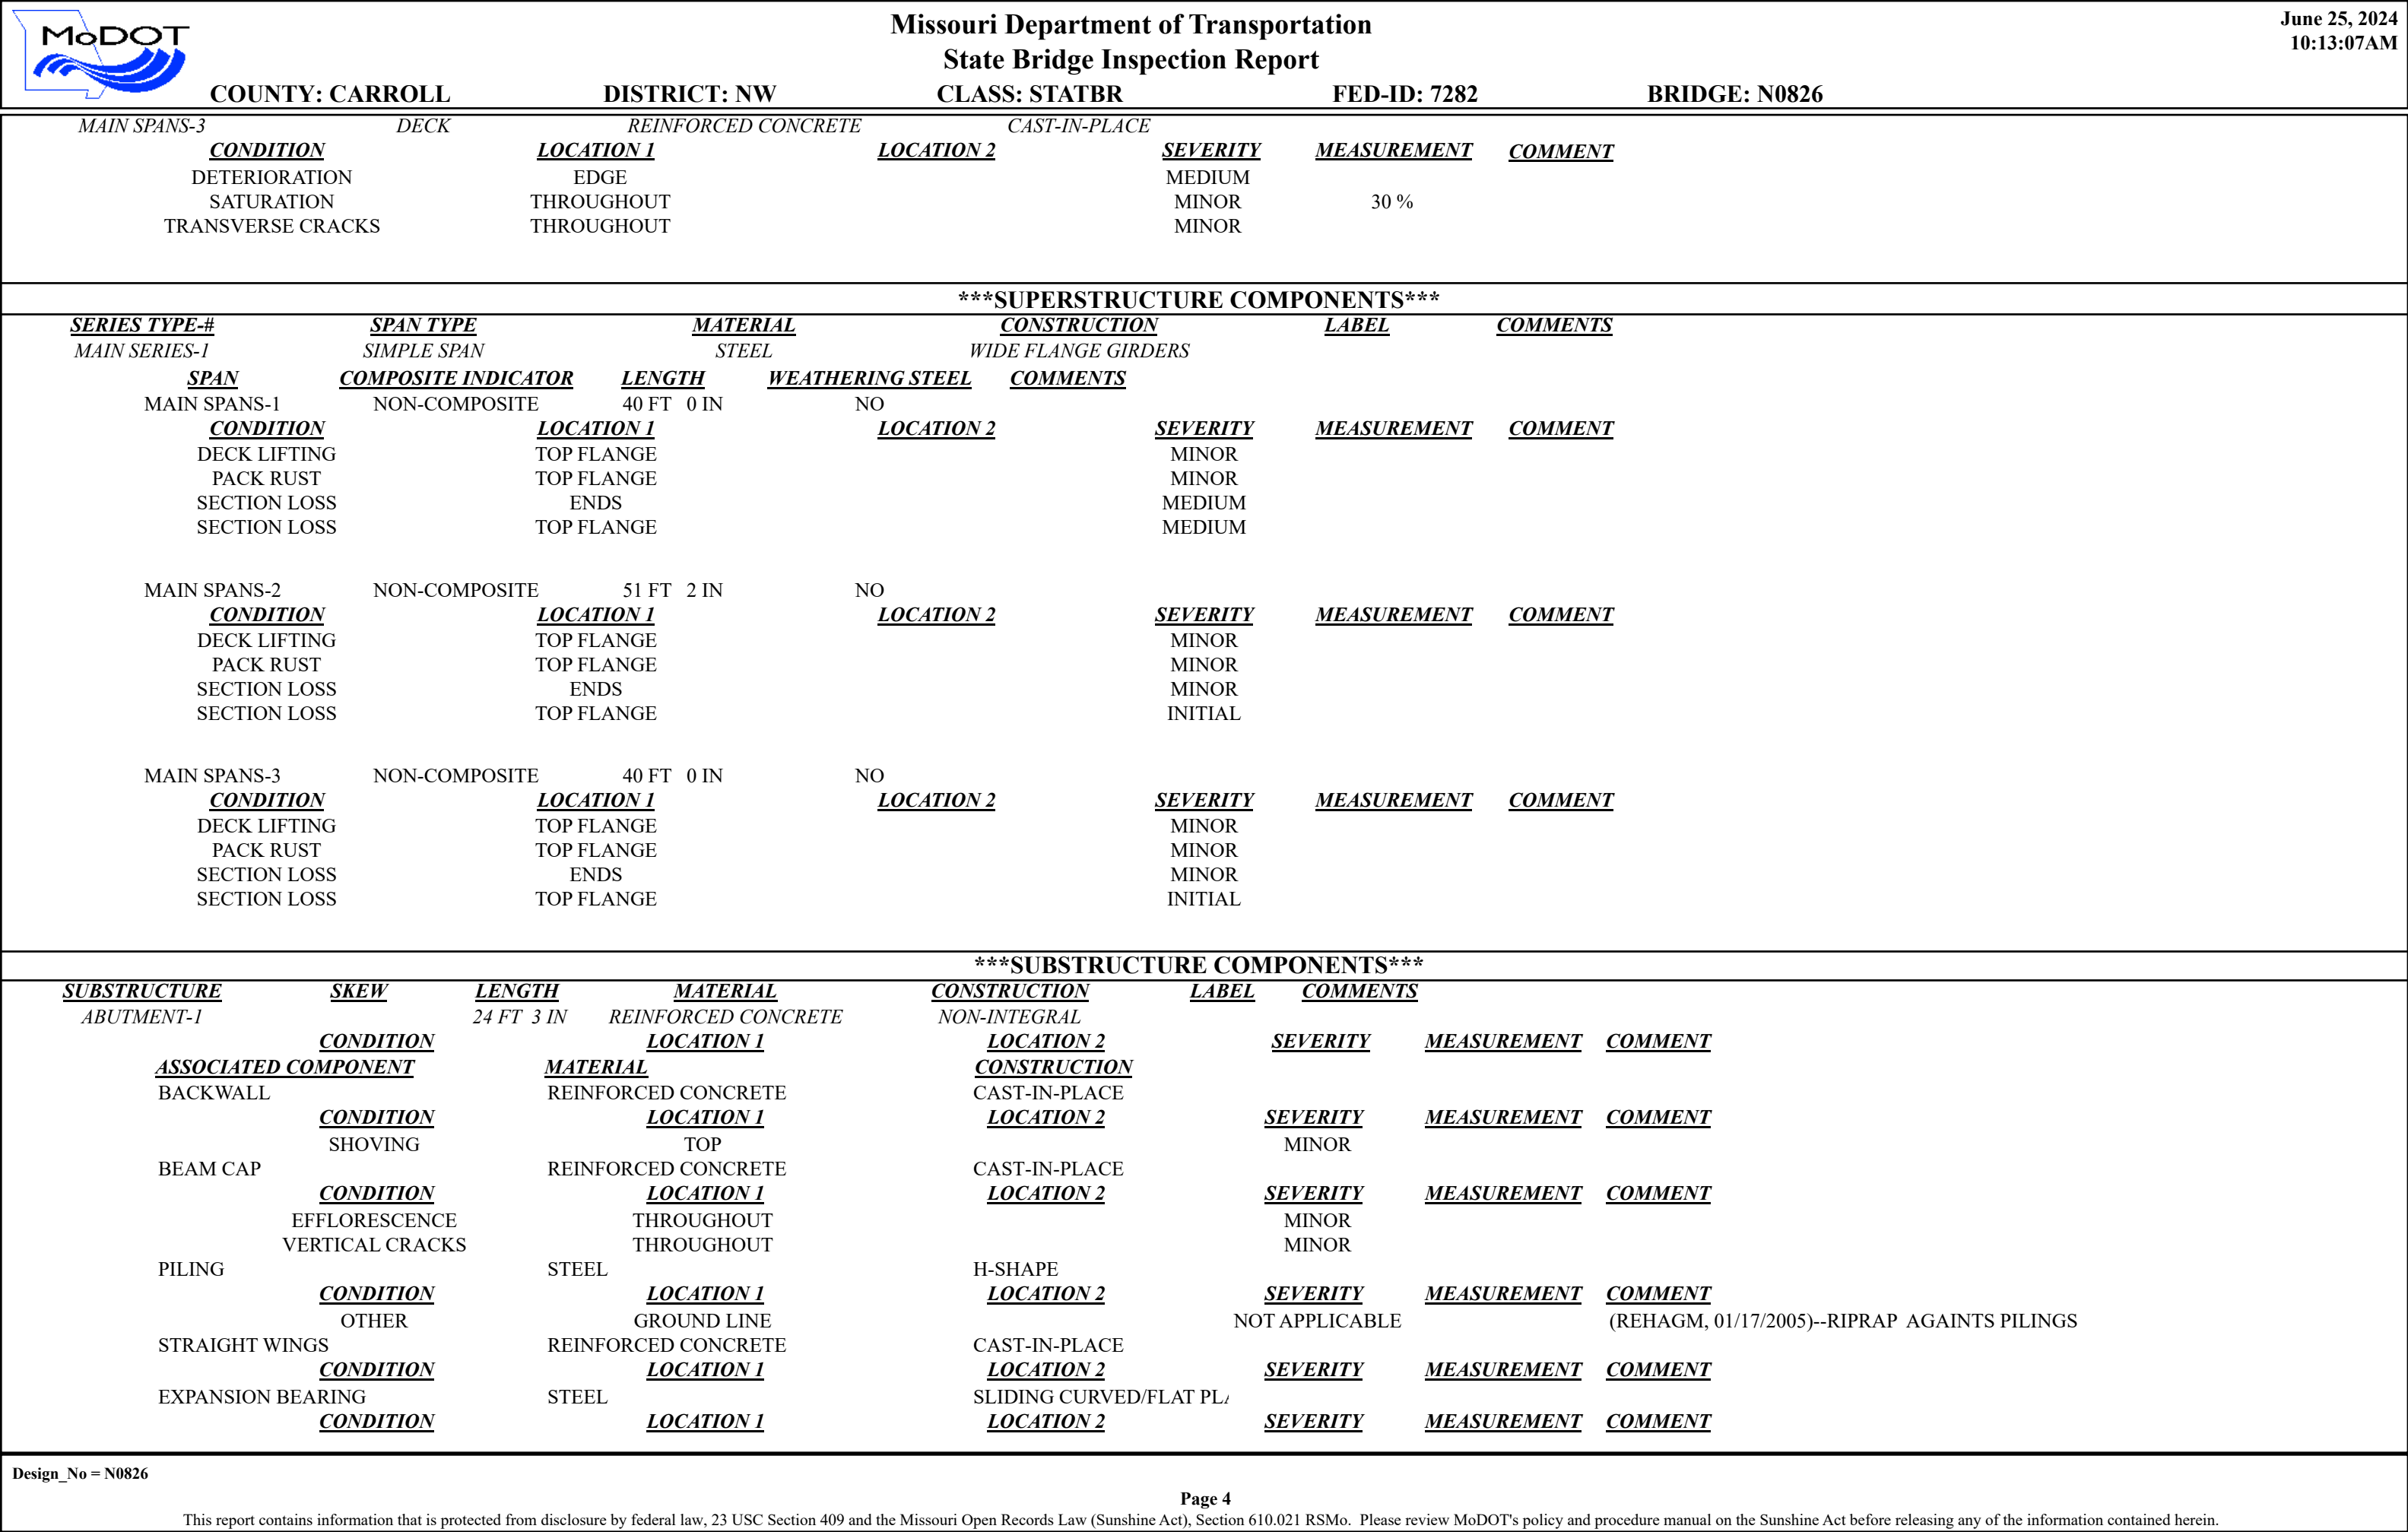 MoDOT
Missouri Department of Transportation
State Bridge Inspection Report
June 25, 2024
10:13:07AM
COUNTY: CARROLL DISTRICT: NW CLASS: STATBR FED-ID: 7282 BRIDGE: N0826
MAIN SPANS-3 DECK REINFORCED CONCRETE CAST-IN-PLACE
CONDITION LOCATION 1 LOCATION 2 SEVERITY MEASUREMENT COMMENT
DETERIORATION EDGE MEDIUM
SATURATION THROUGHOUT MINOR 30 %
TRANSVERSE CRACKS THROUGHOUT MINOR
***SUPERSTRUCTURE COMPONENTS***
SERIES TYPE-# SPAN TYPE MATERIAL CONSTRUCTION LABEL COMMENTS
MAIN SERIES-1 SIMPLE SPAN STEEL WIDE FLANGE GIRDERS
SPAN COMPOSITE INDICATOR LENGTH WEATHERING STEEL COMMENTS
MAIN SPANS-1 NON-COMPOSITE 40 FT 0 IN NO
CONDITION LOCATION 1 LOCATION 2 SEVERITY MEASUREMENT COMMENT
DECK LIFTING TOP FLANGE MINOR
PACK RUST TOP FLANGE MINOR
SECTION LOSS ENDS MEDIUM
SECTION LOSS TOP FLANGE MEDIUM
MAIN SPANS-2 NON-COMPOSITE 51 FT 2 IN NO
CONDITION LOCATION 1 LOCATION 2 SEVERITY MEASUREMENT COMMENT
DECK LIFTING TOP FLANGE MINOR
PACK RUST TOP FLANGE MINOR
SECTION LOSS ENDS MINOR
SECTION LOSS TOP FLANGE INITIAL
MAIN SPANS-3 NON-COMPOSITE 40 FT 0 IN NO
CONDITION LOCATION 1 LOCATION 2 SEVERITY MEASUREMENT COMMENT
DECK LIFTING TOP FLANGE MINOR
PACK RUST TOP FLANGE MINOR
SECTION LOSS ENDS MINOR
SECTION LOSS TOP FLANGE INITIAL
***SUBSTRUCTURE COMPONENTS***
SUBSTRUCTURE SKEW LENGTH MATERIAL CONSTRUCTION LABEL COMMENTS
ABUTMENT-1 24 FT 3 IN REINFORCED CONCRETE NON-INTEGRAL
CONDITION LOCATION 1 LOCATION 2 SEVERITY MEASUREMENT COMMENT
ASSOCIATED COMPONENT MATERIAL CONSTRUCTION
BACKWALL REINFORCED CONCRETE CAST-IN-PLACE
CONDITION LOCATION 1 LOCATION 2 SEVERITY MEASUREMENT COMMENT
SHOVING TOP MINOR
BEAM CAP REINFORCED CONCRETE CAST-IN-PLACE
CONDITION LOCATION 1 LOCATION 2 SEVERITY MEASUREMENT COMMENT
EFFLORESCENCE THROUGHOUT MINOR
VERTICAL CRACKS THROUGHOUT MINOR
PILING STEEL H-SHAPE
CONDITION LOCATION 1 LOCATION 2 SEVERITY MEASUREMENT COMMENT
OTHER GROUND LINE NOT APPLICABLE (REHAGM, 01/17/2005)--RIPRAP AGAINTS PILINGS
STRAIGHT WINGS REINFORCED CONCRETE CAST-IN-PLACE
CONDITION LOCATION 1 LOCATION 2 SEVERITY MEASUREMENT COMMENT
EXPANSION BEARING STEEL SLIDING CURVED/FLAT PLA
CONDITION LOCATION 1 LOCATION 2 SEVERITY MEASUREMENT COMMENT
Design_No = N0826
Page 4
This report contains information that is protected from disclosure by federal law, 23 USC Section 409 and the Missouri Open Records Law (Sunshine Act), Section 610.021 RSMo. Please review MoDOT's policy and procedure manual on the Sunshine Act before releasing any of the information contained herein.